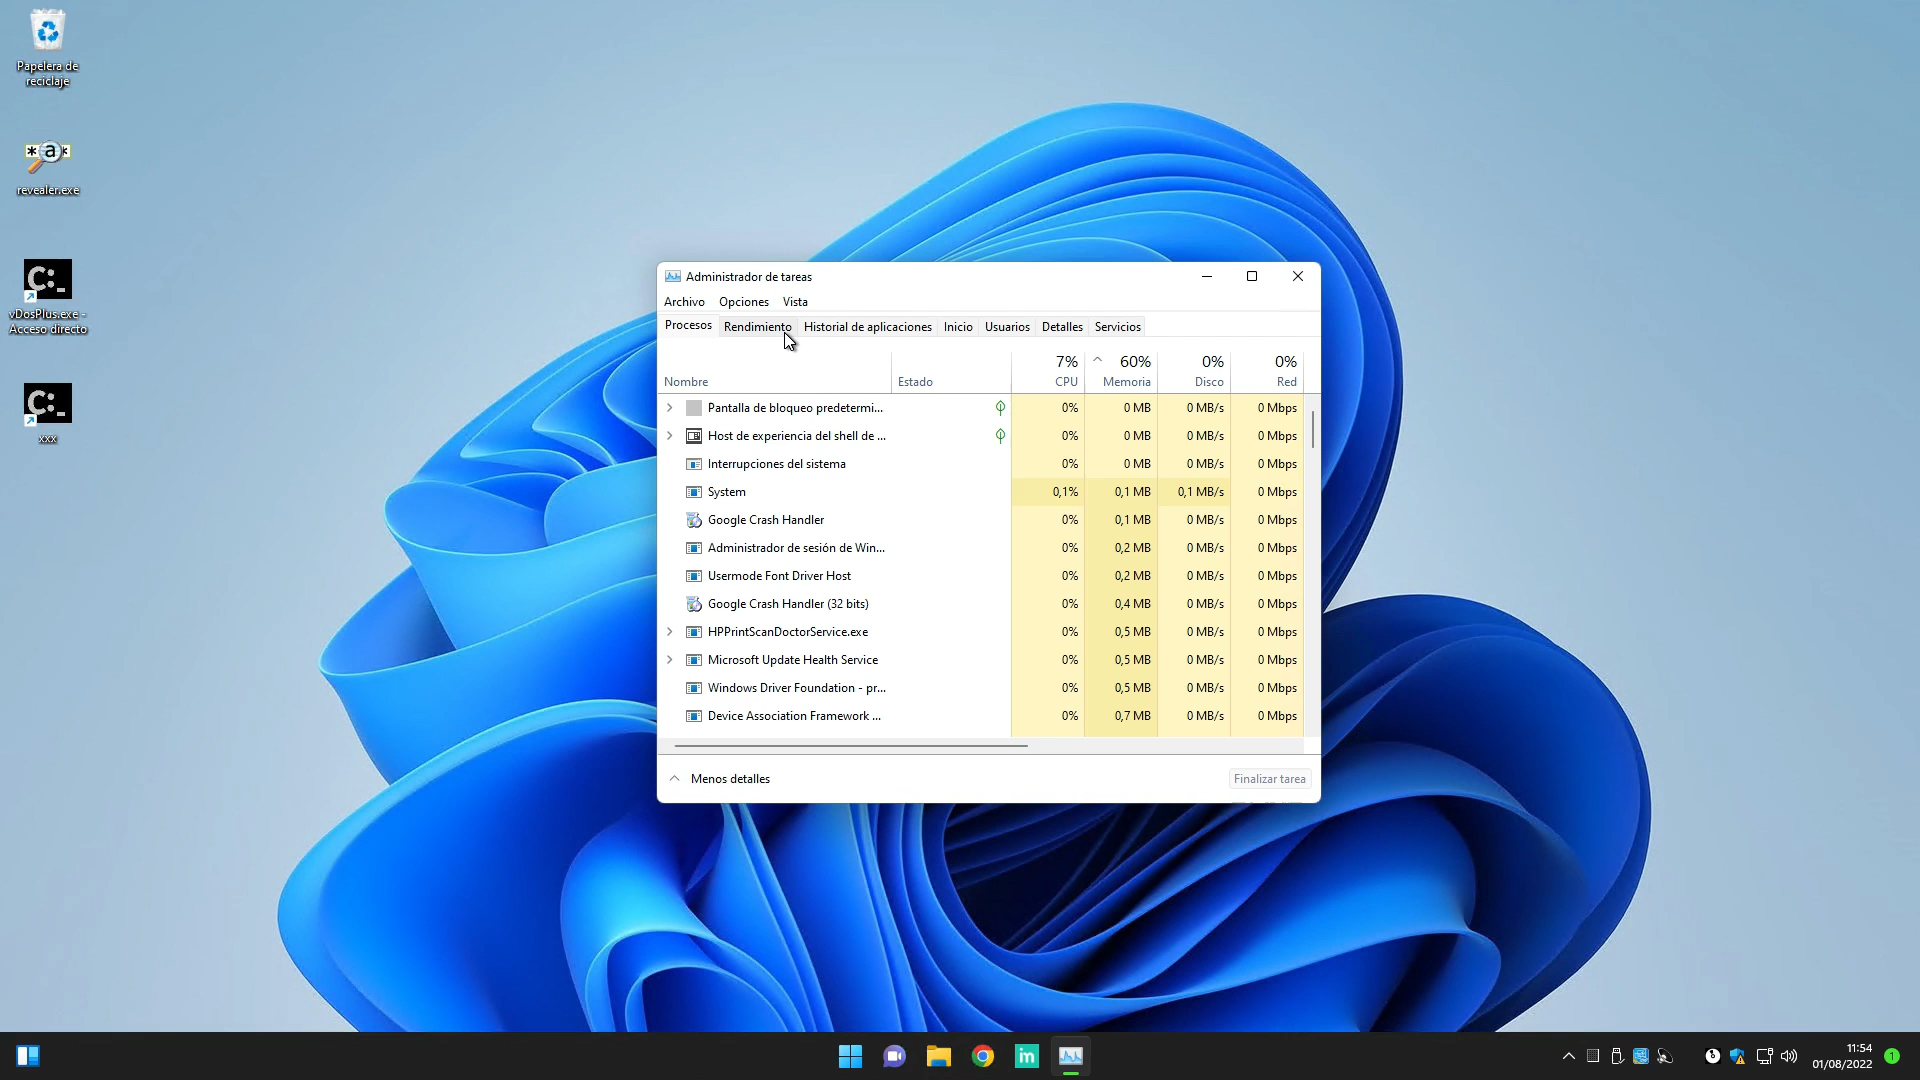 Papelera de
reciclaje
*a*
revealer.exe
C:_
vDosPlus.exe -
Acceso directo
C:_
xxx
Administrador de tareas
Archivo Opciones Vista
Procesos Rendimiento Historial de aplicaciones Inicio Usuarios Detalles Servicios
7% 60% 0% 0%
Nombre Estado CPU Memoria Disco Red
Pantalla de bloqueo predetermi... 0% 0 MB 0 MB/s 0 Mbps
Host de experiencia del shell de ... 0% 0 MB 0 MB/s 0 Mbps
Interrupciones del sistema 0% 0 MB 0 MB/s 0 Mbps
System 0,1% 0,1 MB 0,1 MB/s 0 Mbps
Google Crash Handler 0% 0,1 MB 0 MB/s 0 Mbps
Administrador de sesión de Win... 0% 0,2 MB 0 MB/s 0 Mbps
Usermode Font Driver Host 0% 0,2 MB 0 MB/s 0 Mbps
Google Crash Handler (32 bits) 0% 0,4 MB 0 MB/s 0 Mbps
HPPrintScanDoctorService.exe 0% 0,5 MB 0 MB/s 0 Mbps
Microsoft Update Health Service 0% 0,5 MB 0 MB/s 0 Mbps
Windows Driver Foundation - pr... 0% 0,5 MB 0 MB/s 0 Mbps
Device Association Framework ... 0% 0,7 MB 0 MB/s 0 Mbps
Menos detalles Finalizar tarea
in
11:54
01/08/2022
1